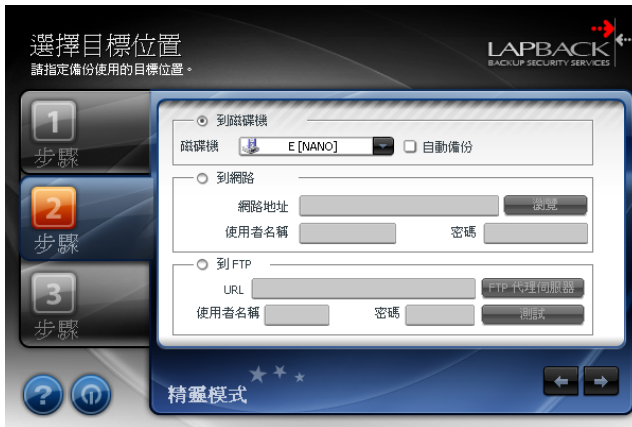 選擇目標位置
請指定備份使用的目標位置。
LAPBACK
BACKUP SECURITY SERVICES
1
步驟
2
步驟
3
步驟
到磁碟機
磁碟機 E [NANO] 自動備份
到網路
網路地址 瀏覽
使用者名稱 密碼
到 FTP
URL FTP 代理伺服器
使用者名稱 密碼 測試
精靈模式
?